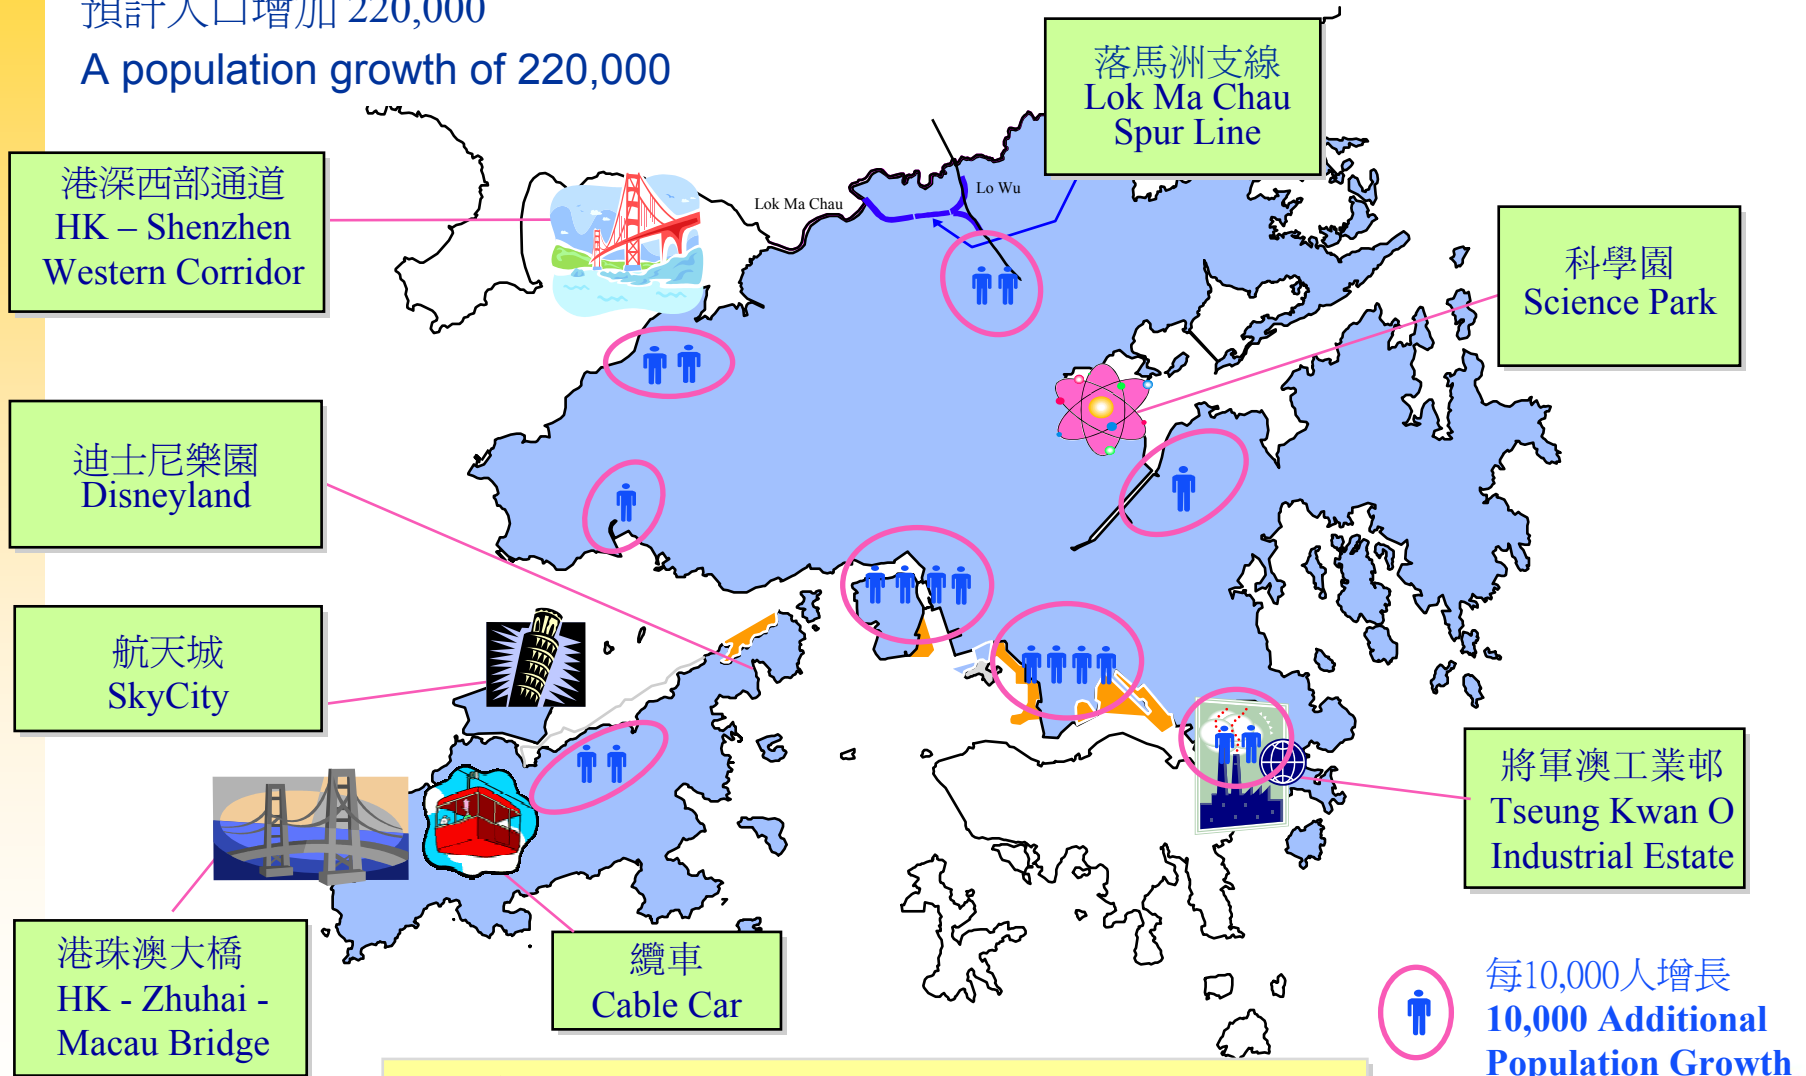 預計人口增加 220,000
A population growth of 220,000
落馬洲支線
Lok Ma Chau
Spur Line
港深西部通道
HK – Shenzhen
Western Corridor
Lok Ma Chau
Lo Wu
科學園
Science Park
迪士尼樂園
Disneyland
航天城
SkyCity
將軍澳工業邨
Tseung Kwan O
Industrial Estate
港珠澳大橋
HK - Zhuhai -
Macau Bridge
纜車
Cable Car
每10,000人增長
10,000 Additional
Population Growth